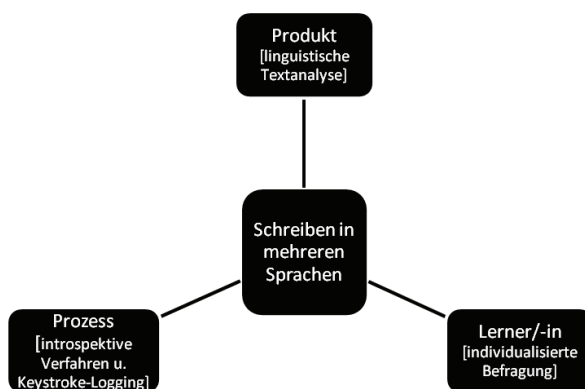 Produkt
[linguistische
Textanalyse]
Schreiben in
mehreren
Sprachen
Prozess
[introspektive
Verfahren u.
Keystroke-Logging]
Lerner/-in
[individualisierte
Befragung]